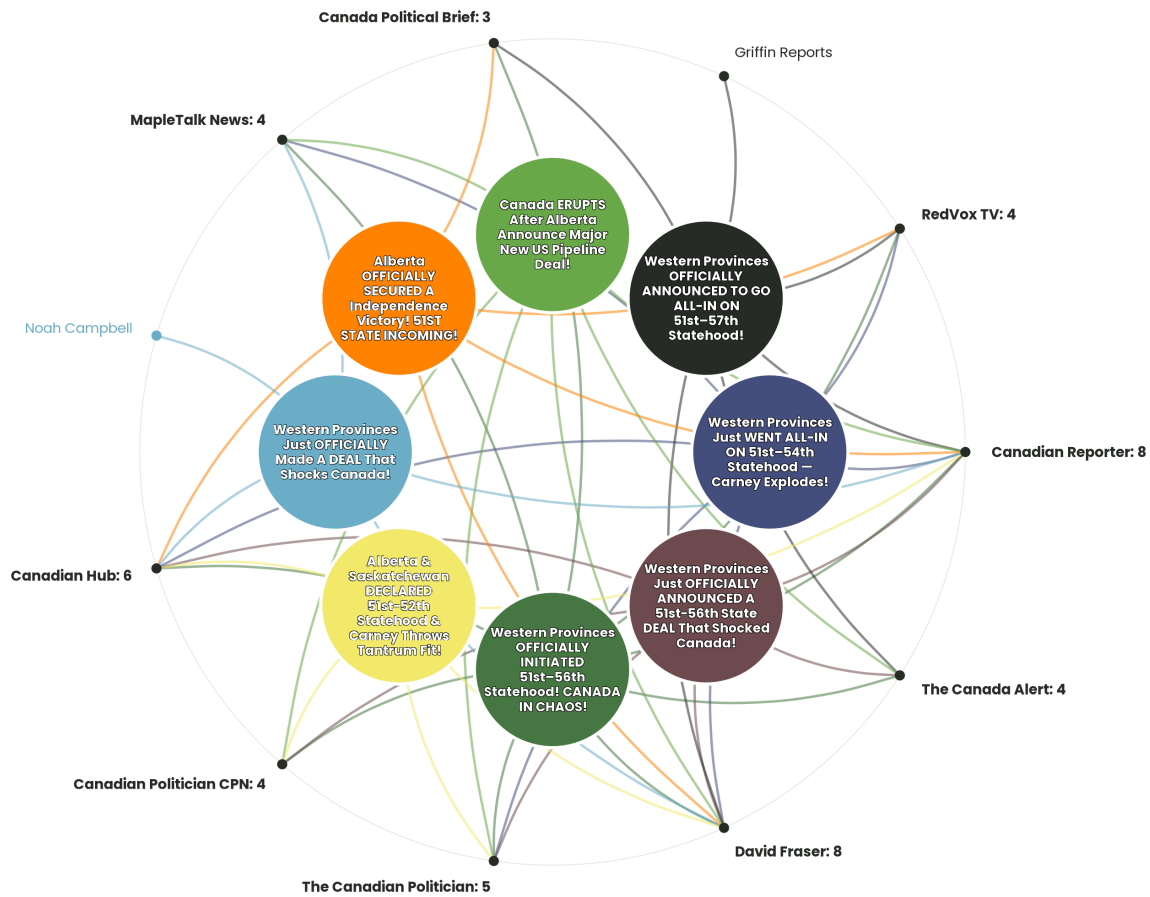 Canada Political Brief: 3
Griffin Reports
MapleTalk News: 4
RedVox TV: 4
Canada ERUPTS
After Alberta
Announce Major
New US Pipeline
Deal!
Alberta
OFFICIALLY
SECURED A
Independence
Victory! 51ST
STATE INCOMING!
Western Provinces
OFFICIALLY
ANNOUNCED TO GO
ALL-IN ON
51st–57th
Statehood!
Noah Campbell
Western Provinces
Just OFFICIALLY
Made A DEAL That
Shocks Canada!
Western Provinces
Just WENT ALL-IN
ON 51st–54th
Statehood —
Carney Explodes!
Canadian Reporter: 8
Canadian Hub: 6
Alberta &
Saskatchewan
DECLARED
51st-52th
Statehood &
Carney Throws
Tantrum Fit!
Western Provinces
Just OFFICIALLY
ANNOUNCED A
51st-56th State
DEAL That Shocked
Canada!
Western Provinces
OFFICIALLY
INITIATED
51st–56th
Statehood! CANADA
IN CHAOS!
The Canada Alert: 4
Canadian Politician CPN: 4
David Fraser: 8
The Canadian Politician: 5